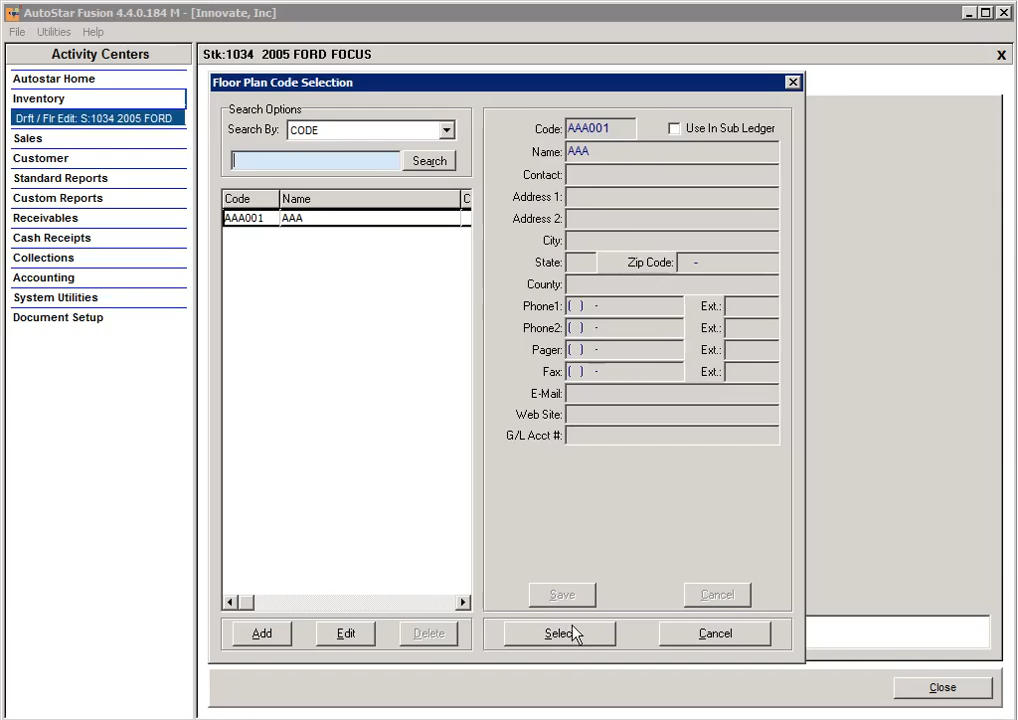 AutoStar Fusion 4.4.0.184 M - [Innovate, Inc]
File Utilities Help
Activity Centers
Autostar Home
Inventory
Drft / Flr Edit: S:1034 2005 FORD
Sales
Customer
Standard Reports
Custom Reports
Receivables
Cash Receipts
Collections
Accounting
System Utilities
Document Setup
Stk:1034 2005 FORD FOCUS X
Floor Plan Code Selection
Search Options
Search By: CODE
Search
Code Name C
AAA001 AAA
Add Edit Delete
Code: AAA001 Use In Sub Ledger
Name: AAA
Contact:
Address 1:
Address 2:
City:
State: Zip Code: -
County:
Phone1: ( ) - Ext.:
Phone2: ( ) - Ext.:
Pager: ( ) - Ext.:
Fax: ( ) - Ext.:
E-Mail:
Web Site:
G/L Acct #:
Save Cancel
Select Cancel
Close